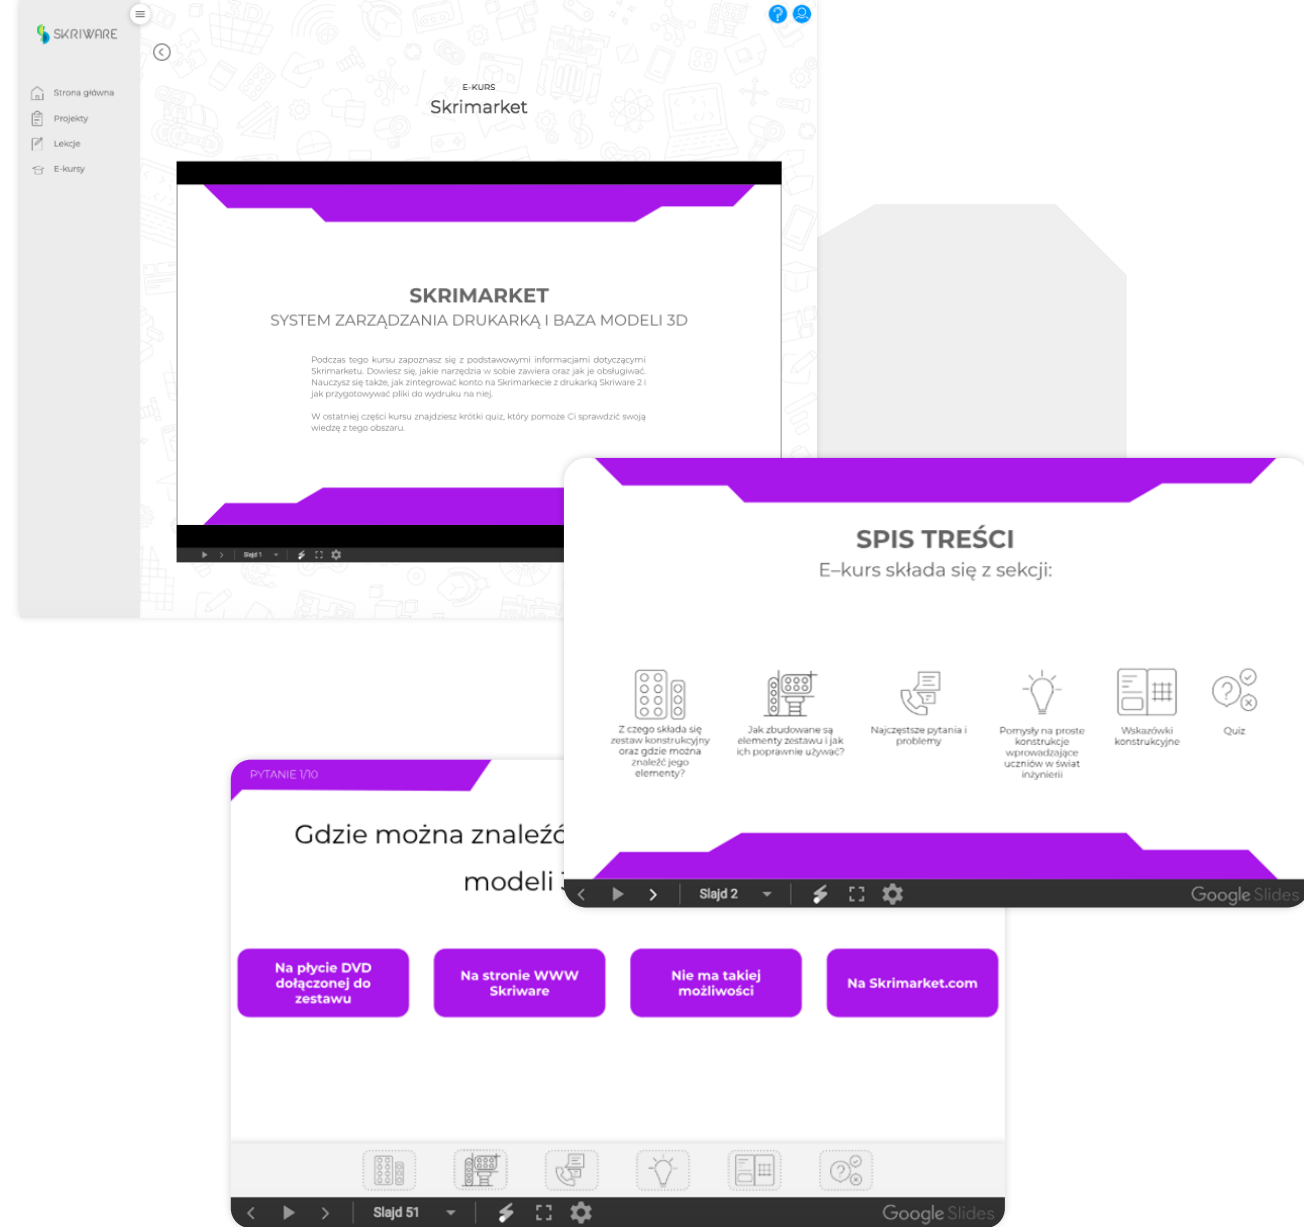 SKRIWARE
Strona główna
Projekty
Lekcje
E-kursy
E-KURS
Skrimarket
SKRIMARKET
SYSTEM ZARZĄDZANIA DRUKARKĄ I BAZA MODELI 3D
Podczas tego kursu zapoznasz się z podstawowymi informacjami dotyczącymi
Skrimarketu. Dowiesz się, jakie narzędzia w sobie zawiera oraz jak je obsługiwać.
Nauczysz się także, jak zintegrować konto na Skrimarkecie z drukarką Skriware 2 i
jak przygotowywać pliki do wydruku na niej.
W ostatniej części kursu znajdziesz krótki quiz, który pomoże Ci sprawdzić swoją
wiedzę z tego obszaru.
Slajd 1
SPIS TREŚCI
E-kurs składa się z sekcji:
Z czego składa się
zestaw konstrukcyjny
oraz gdzie można
znaleźć jego
elementy?
Jak zbudowane są
elementy zestawu i jak
ich poprawnie używać?
Najczęstsze pytania i
problemy
Pomysły na proste
konstrukcje
wprowadzające
uczniów w świat
inżynierii
Wskazówki
konstrukcyjne
Quiz
Slajd 2
Google Slides
PYTANIE 1/10
Gdzie można znaleźć
modeli
Na płycie DVD
dołączonej do
zestawu
Na stronie WWW
Skriware
Nie ma takiej
możliwości
Na Skrimarket.com
Slajd 51
Google Slides